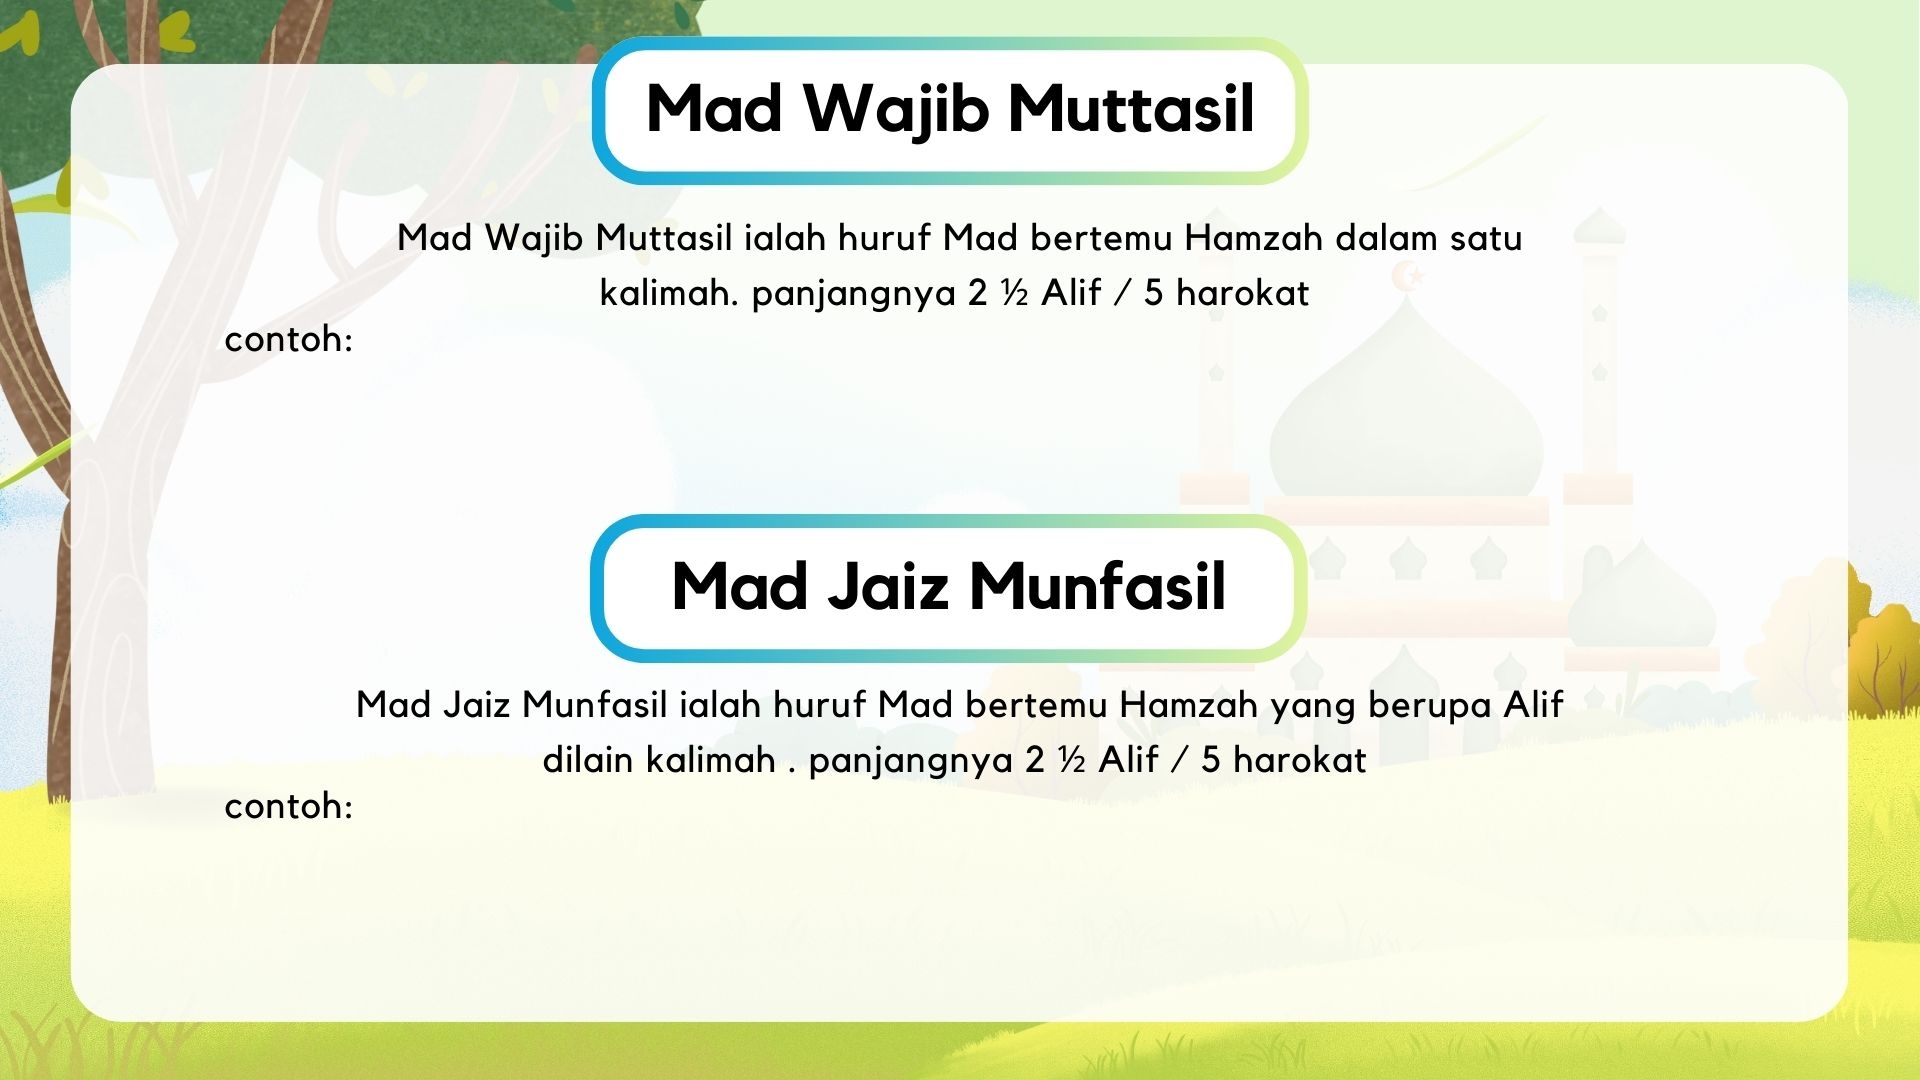 Mad Wajib Muttasil
Mad Wajib Muttasil ialah huruf Mad bertemu Hamzah dalam satu
kalimah. panjangnya 2 ½ Alif / 5 harokat
contoh:
Mad Jaiz Munfasil
Mad Jaiz Munfasil ialah huruf Mad bertemu Hamzah yang berupa Alif
dilain kalimah . panjangnya 2 ½ Alif / 5 harokat
contoh: